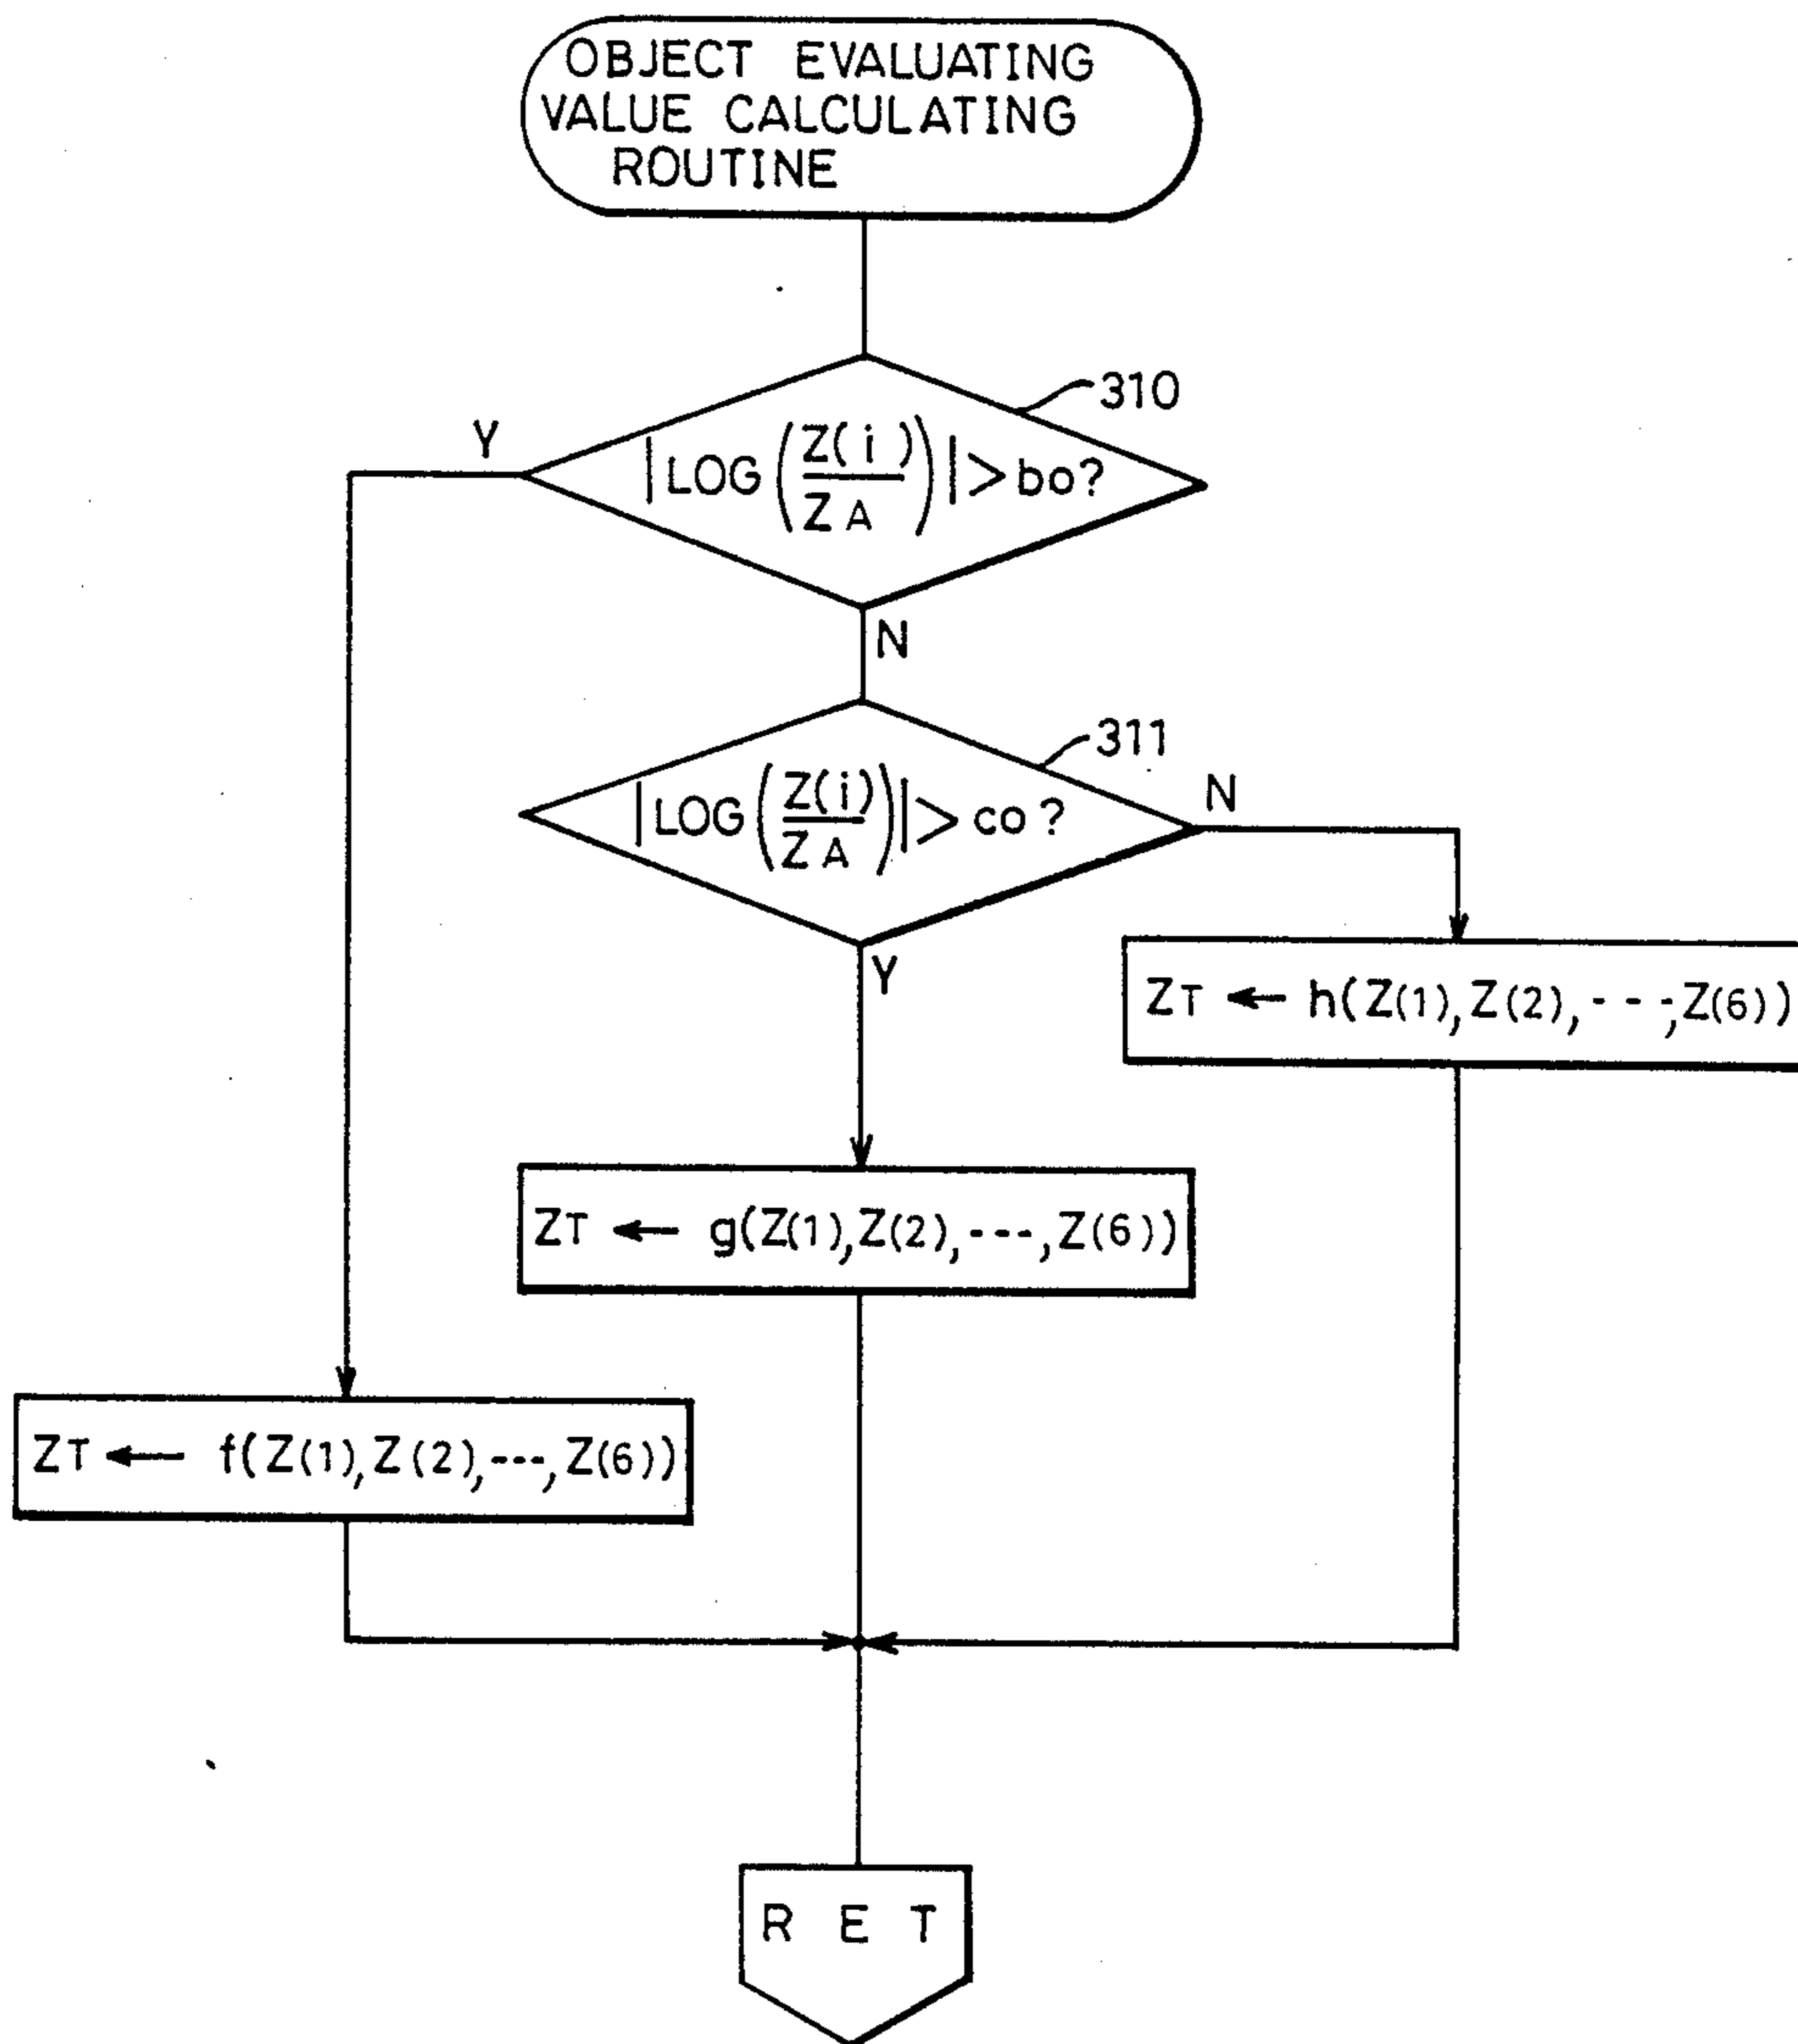 OBJECT EVALUATING
VALUE CALCULATING
ROUTINE
310
Y
|LOG(Z(i)/ZA)|>bo?
N
311
|LOG(Z(i)/ZA)|>co?
N
Y
ZT ← h(Z(1),Z(2),---,Z(6))
ZT ← g(Z(1),Z(2),---,Z(6))
ZT ← f(Z(1),Z(2),---,Z(6))
R E T